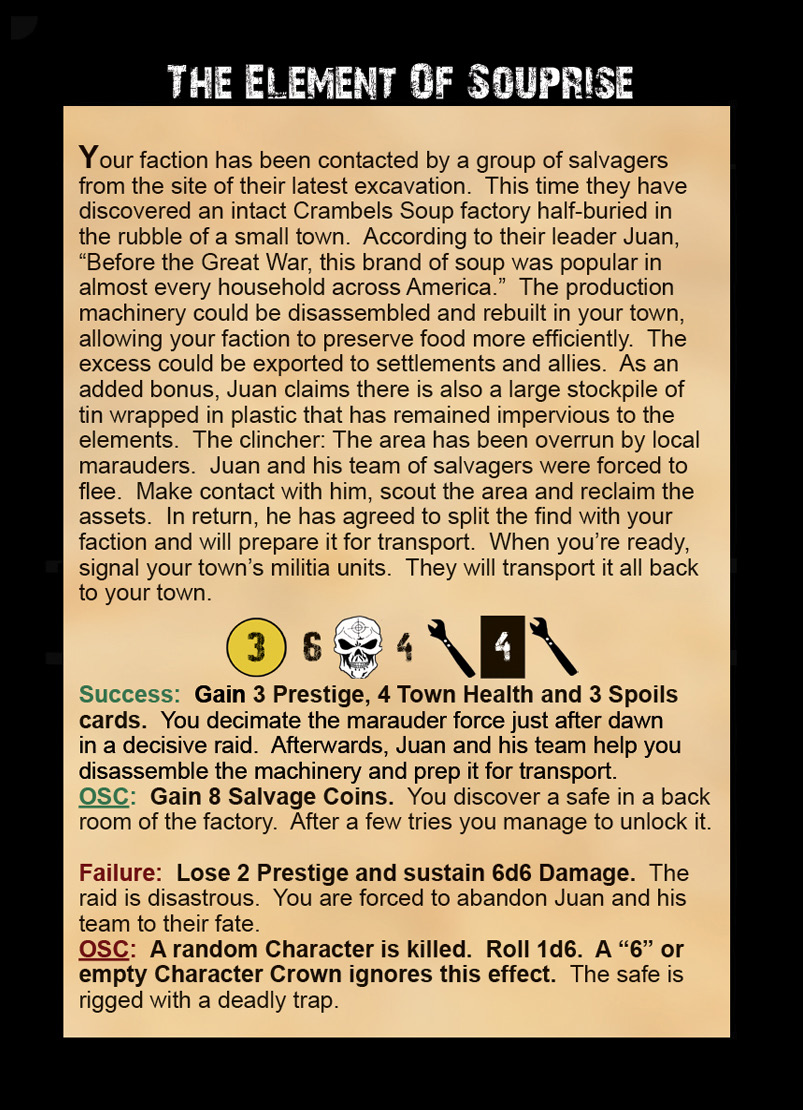 The Element Of Souprise
Your faction has been contacted by a group of salvagers
from the site of their latest excavation.  This time they have
discovered an intact Crambels Soup factory half-buried in
the rubble of a small town.  According to their leader Juan,
“Before the Great War, this brand of soup was popular in
almost every household across America.”  The production
machinery could be disassembled and rebuilt in your town,
allowing your faction to preserve food more efficiently.  The
excess could be exported to settlements and allies.  As an
added bonus, Juan claims there is also a large stockpile of
tin wrapped in plastic that has remained impervious to the
elements.  The clincher: The area has been overrun by local
marauders.  Juan and his team of salvagers were forced to
flee.  Make contact with him, scout the area and reclaim the
assets.  In return, he has agreed to split the find with your
faction and will prepare it for transport.  When you’re ready,
signal your town’s militia units.  They will transport it all back
to your town.
3 6 4 4
Success:  Gain 3 Prestige, 4 Town Health and 3 Spoils
cards.  You decimate the marauder force just after dawn
in a decisive raid.  Afterwards, Juan and his team help you
disassemble the machinery and prep it for transport.
OSC:  Gain 8 Salvage Coins.  You discover a safe in a back
room of the factory.  After a few tries you manage to unlock it.
Failure:  Lose 2 Prestige and sustain 6d6 Damage.  The
raid is disastrous.  You are forced to abandon Juan and his
team to their fate.
OSC:  A random Character is killed.  Roll 1d6.  A “6” or
empty Character Crown ignores this effect.  The safe is
rigged with a deadly trap.